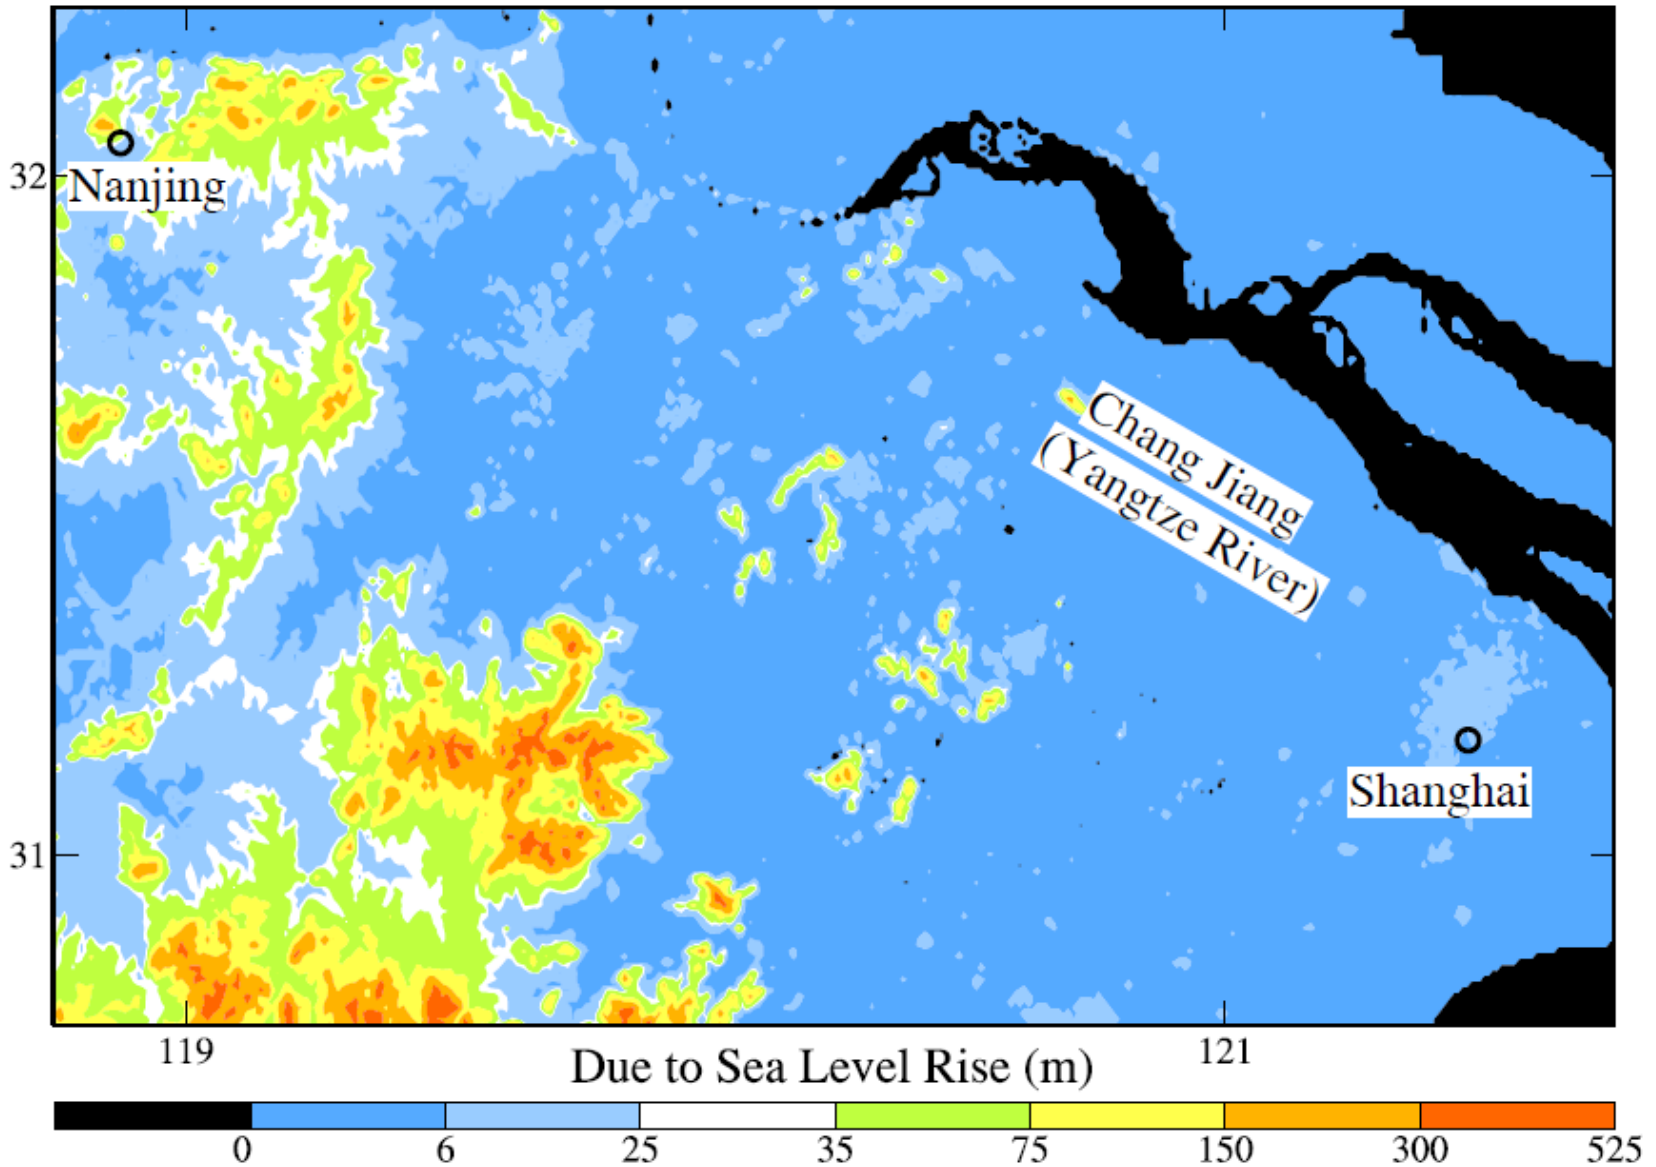 32
Nanjing
Chang Jiang
(Yangtze River)
Shanghai
31
119
121
Due to Sea Level Rise (m)
0 6 25 35 75 150 300 525